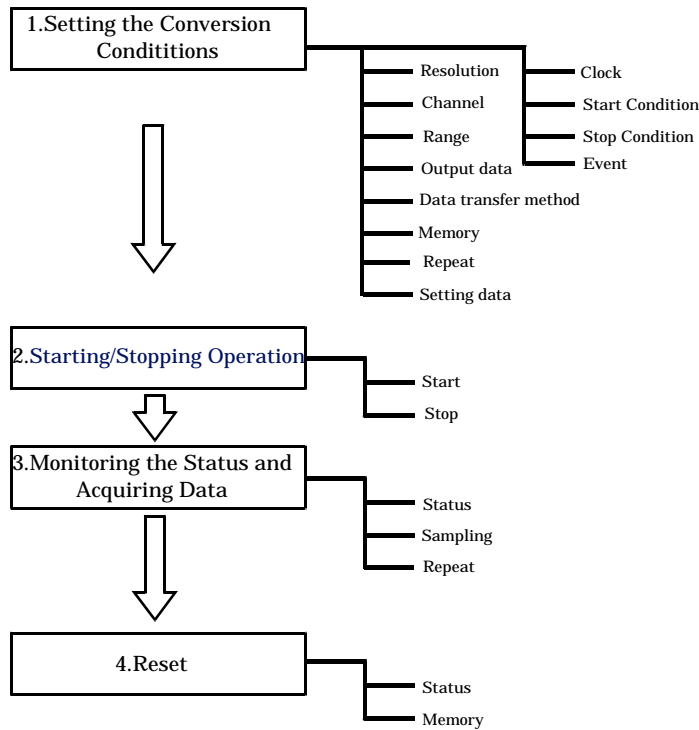 1.Setting the Conversion
Condititions
Resolution
Channel
Range
Output data
Data transfer method
Memory
Repeat
Setting data
Clock
Start Condition
Stop Condition
Event
2.Starting/Stopping Operation
Start
Stop
3.Monitoring the Status and
Acquiring Data
Status
Sampling
Repeat
4.Reset
Status
Memory